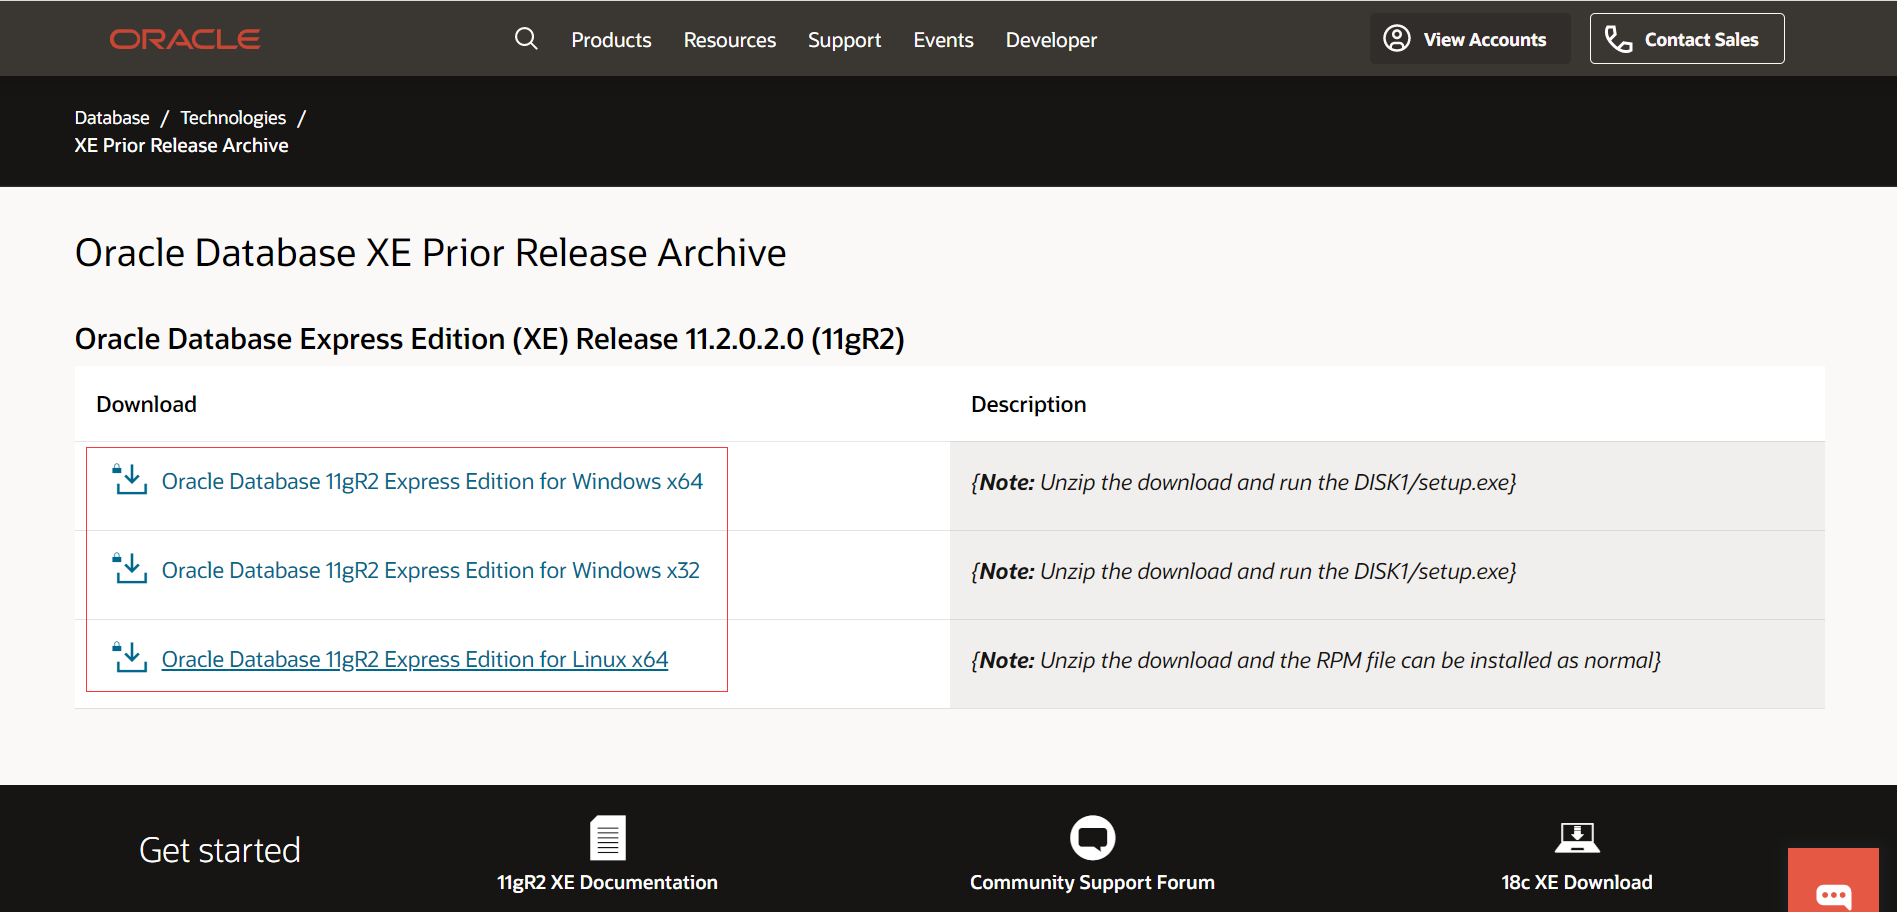 ORACLE
Products
Resources
Support
Events
Developer
View Accounts
Contact Sales
Database / Technologies /
XE Prior Release Archive
Oracle Database XE Prior Release Archive
Oracle Database Express Edition (XE) Release 11.2.0.2.0 (11gR2)
Download
Description
Oracle Database 11gR2 Express Edition for Windows x64
{Note: Unzip the download and run the DISK1/setup.exe}
Oracle Database 11gR2 Express Edition for Windows x32
{Note: Unzip the download and run the DISK1/setup.exe}
Oracle Database 11gR2 Express Edition for Linux x64
{Note: Unzip the download and the RPM file can be installed as normal}
Get started
11gR2 XE Documentation
Community Support Forum
18c XE Download